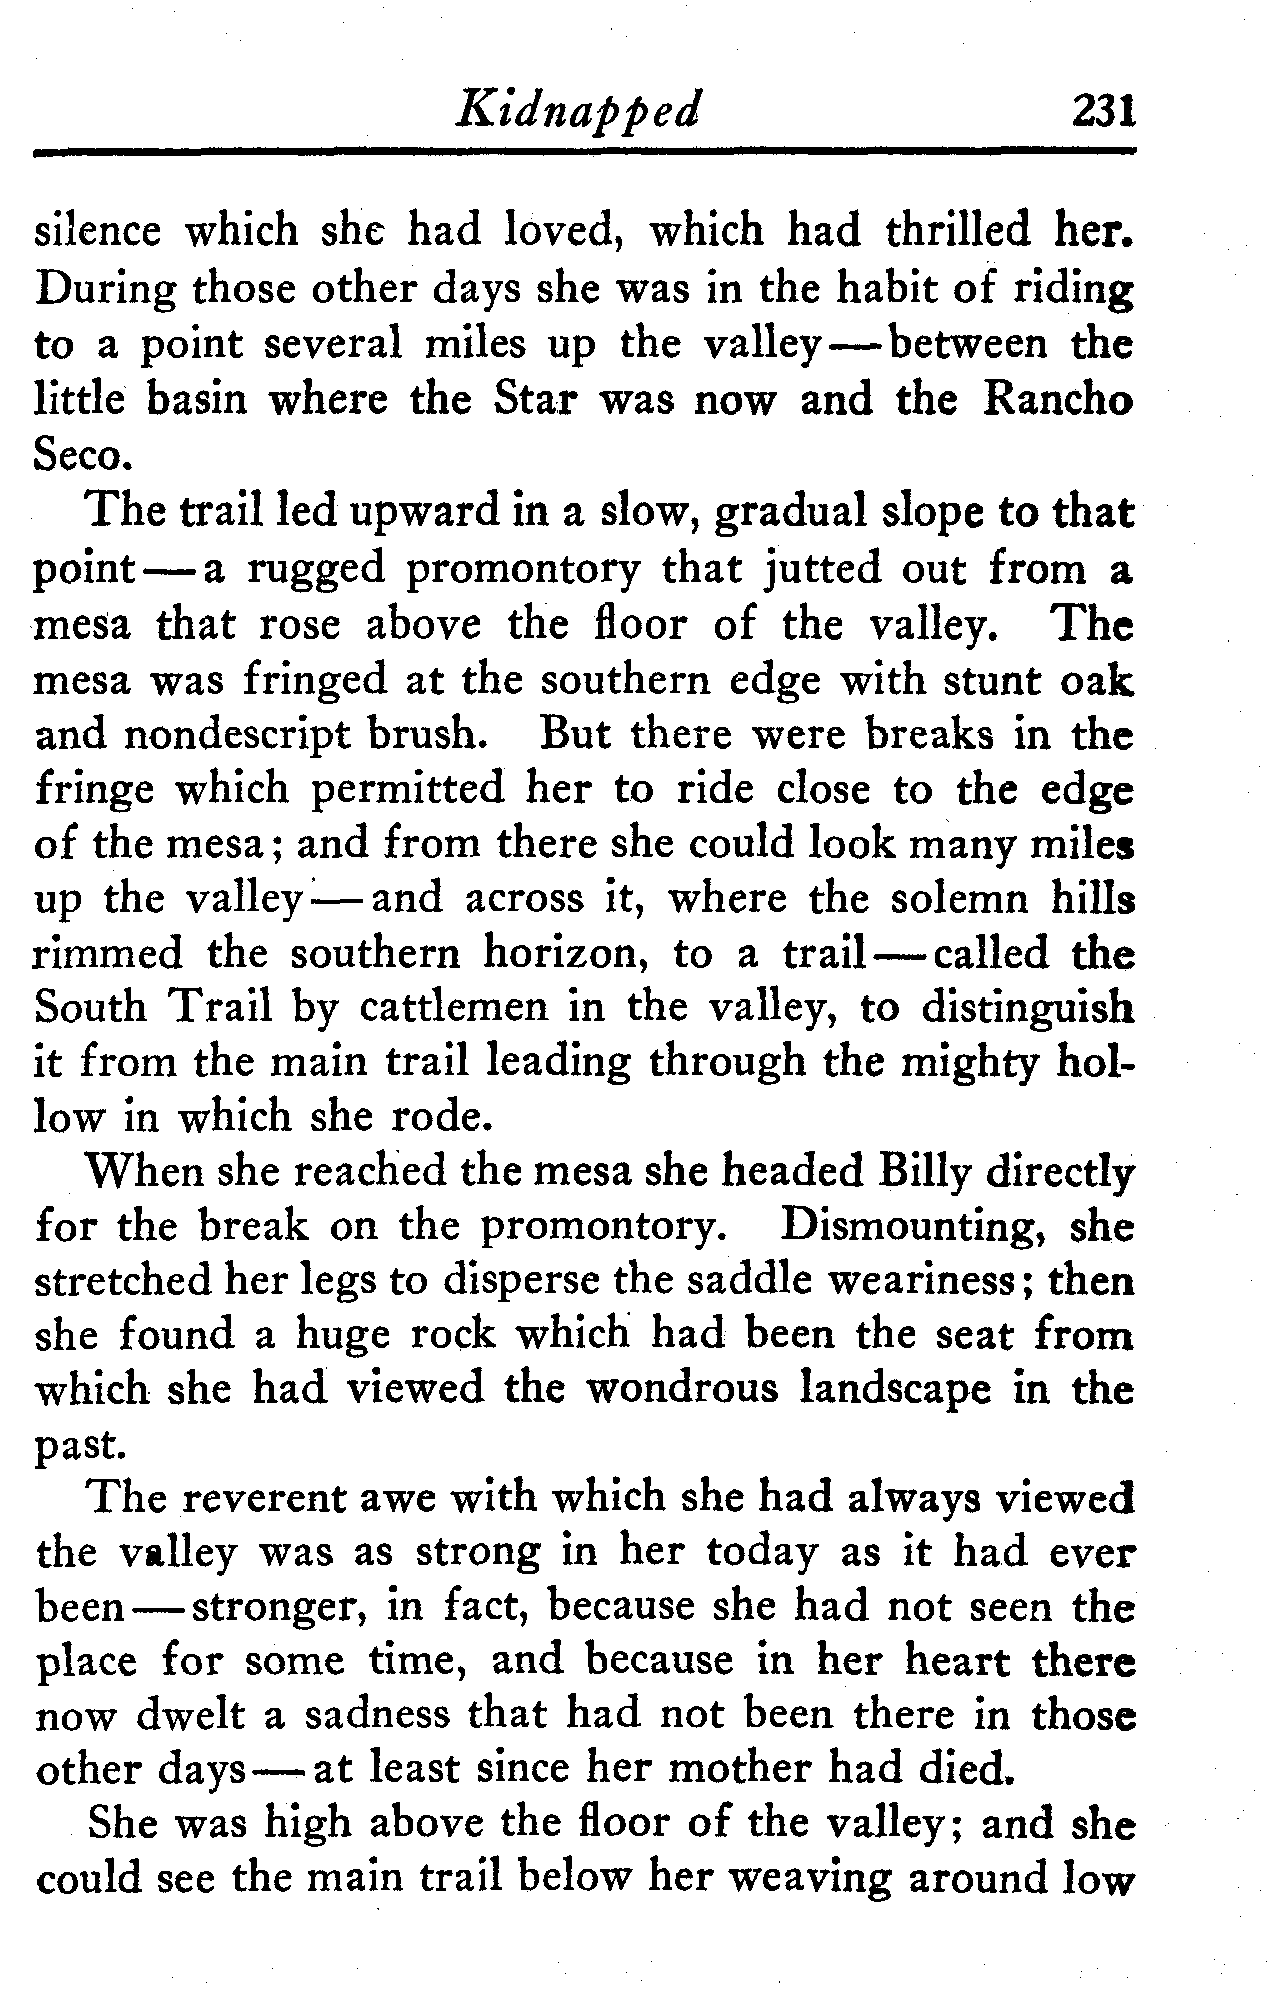 Kidnapped 231
silence which she had loved, which had thrilled her.
During those other days she was in the habit of riding
to a point several miles up the valley—between the
little basin where the Star was now and the Rancho
Seco.
The trail led upward in a slow, gradual slope to that
point—a rugged promontory that jutted out from a
mesa that rose above the floor of the valley. The
mesa was fringed at the southern edge with stunt oak
and nondescript brush. But there were breaks in the
fringe which permitted her to ride close to the edge
of the mesa; and from there she could look many miles
up the valley—and across it, where the solemn hills
rimmed the southern horizon, to a trail—called the
South Trail by cattlemen in the valley, to distinguish
it from the main trail leading through the mighty hol-
low in which she rode.
When she reached the mesa she headed Billy directly
for the break on the promontory. Dismounting, she
stretched her legs to disperse the saddle weariness; then
she found a huge rock which had been the seat from
which she had viewed the wondrous landscape in the
past.
The reverent awe with which she had always viewed
the valley was as strong in her today as it had ever
been—stronger, in fact, because she had not seen the
place for some time, and because in her heart there
now dwelt a sadness that had not been there in those
other days—at least since her mother had died.
She was high above the floor of the valley; and she
could see the main trail below her weaving around low